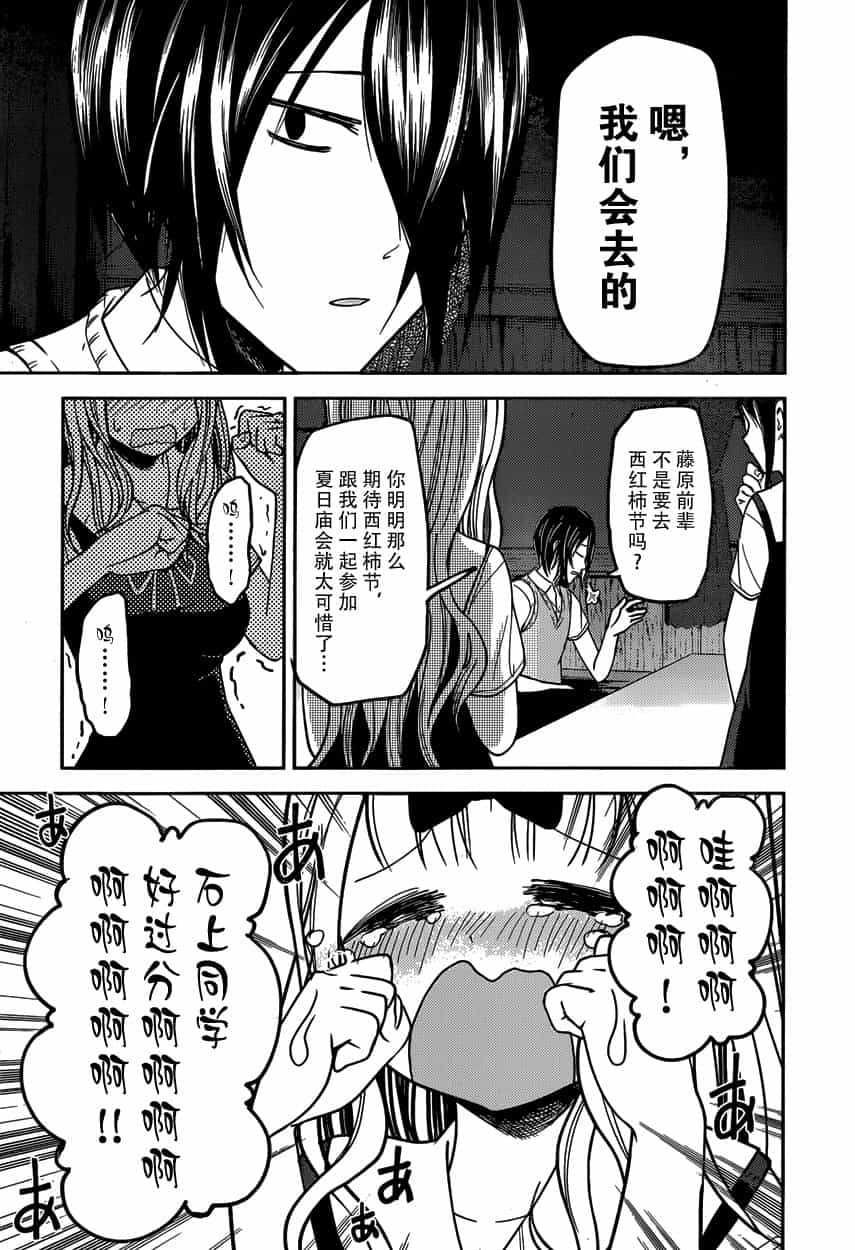 嗯,
我们会去的
藤原前辈
不是要去
西红柿节吗?
你明明那么
期待西红柿节,
跟我们一起参加
夏日庙会就太可惜了…
呜……!
呜……!
哇啊啊啊
啊啊啊!
あ
石上同学
好过分啊啊啊啊
啊啊啊啊啊!!
あ
あ
あ
あ
ぁ